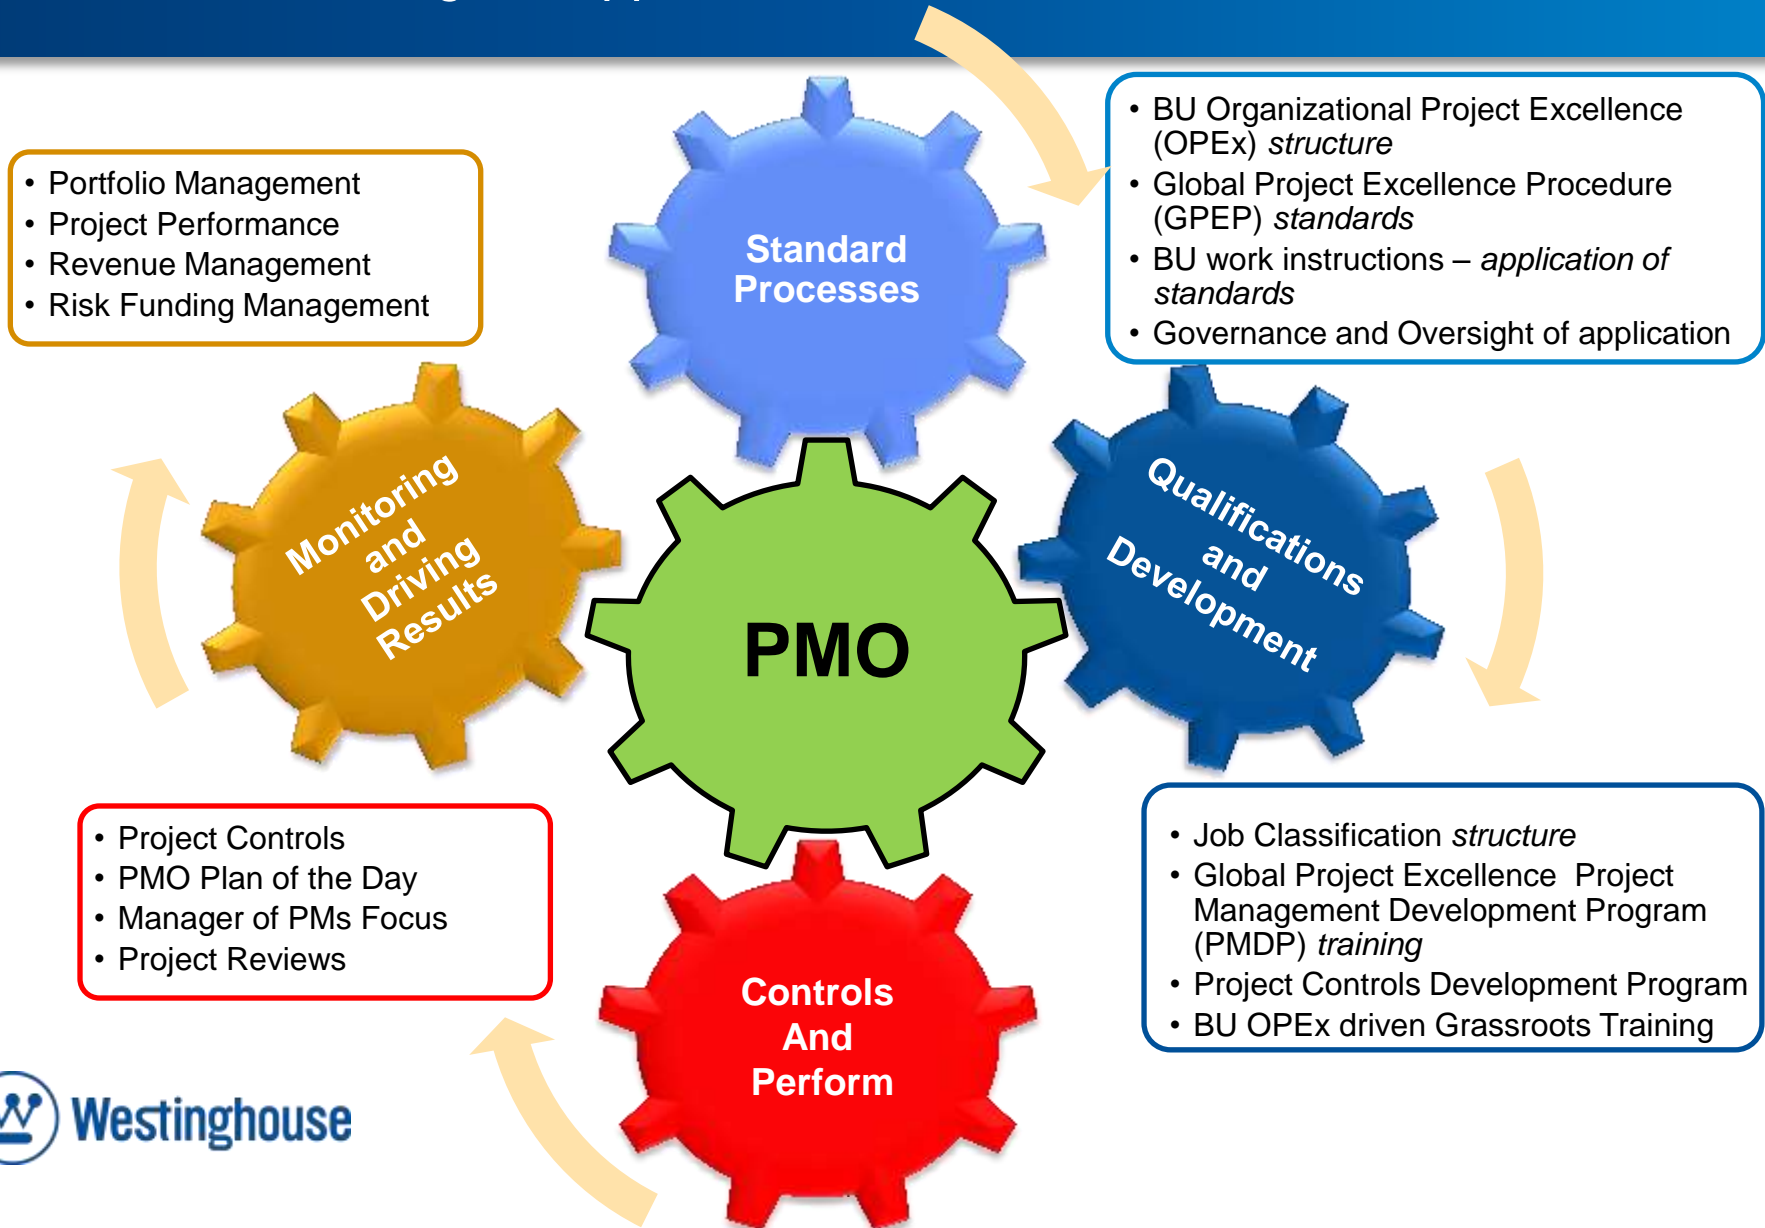 • Portfolio Management
• Project Performance
• Revenue Management
• Risk Funding Management
Standard
Processes
• BU Organizational Project Excellence
(OPEx) structure
• Global Project Excellence Procedure
(GPEP) standards
• BU work instructions – application of
standards
• Governance and Oversight of application
Monitoring
and
Driving
Results
PMO
Qualifications
and
Development
• Project Controls
• PMO Plan of the Day
• Manager of PMs Focus
• Project Reviews
Controls
And
Perform
• Job Classification structure
• Global Project Excellence  Project
Management Development Program
(PMDP) training
• Project Controls Development Program
• BU OPEx driven Grassroots Training
Westinghouse